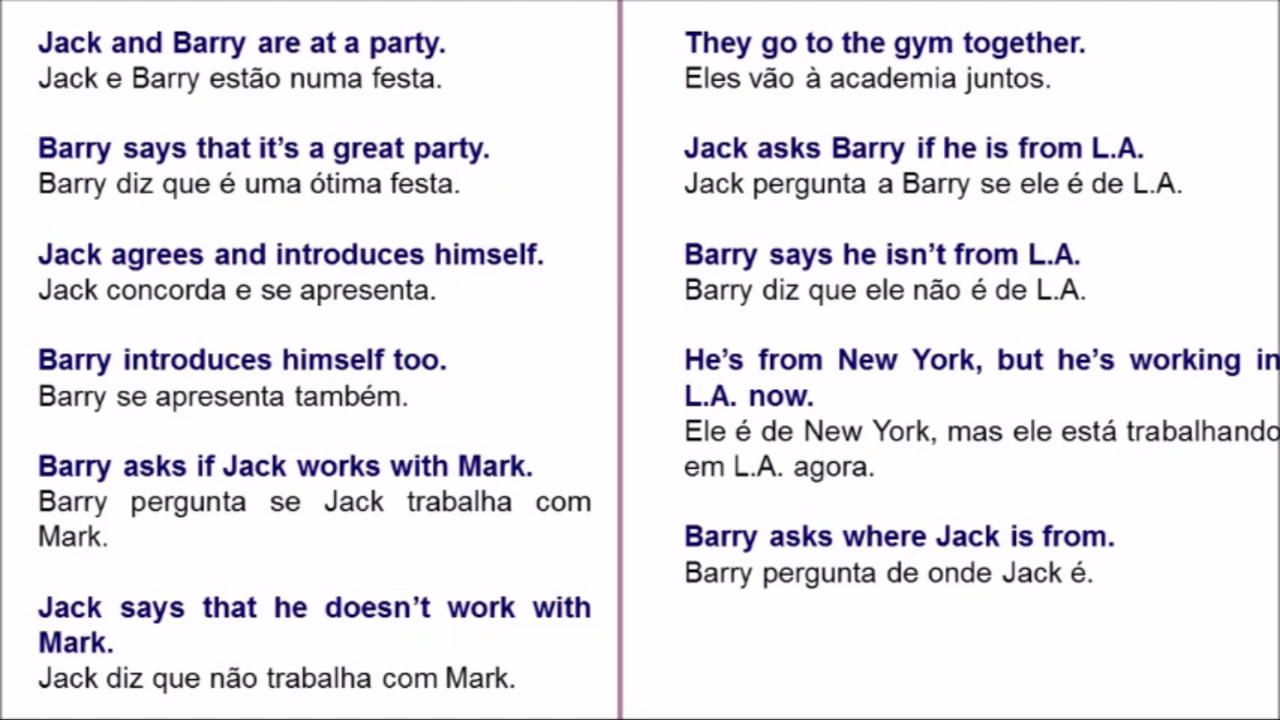 Jack and Barry are at a party.
Jack e Barry estão numa festa.
Barry says that it's a great party.
Barry diz que é uma ótima festa.
Jack agrees and introduces himself.
Jack concorda e se apresenta.
Barry introduces himself too.
Barry se apresenta também.
Barry asks if Jack works with Mark.
Barry pergunta se Jack trabalha com
Mark.
Jack says that he doesn't work with
Mark.
Jack diz que não trabalha com Mark.
They go to the gym together.
Eles vão à academia juntos.
Jack asks Barry if he is from L.A.
Jack pergunta a Barry se ele é de L.A.
Barry says he isn't from L.A.
Barry diz que ele não é de L.A.
He's from New York, but he's working in
L.A. now.
Ele é de New York, mas ele está trabalhando
em L.A. agora.
Barry asks where Jack is from.
Barry pergunta de onde Jack é.